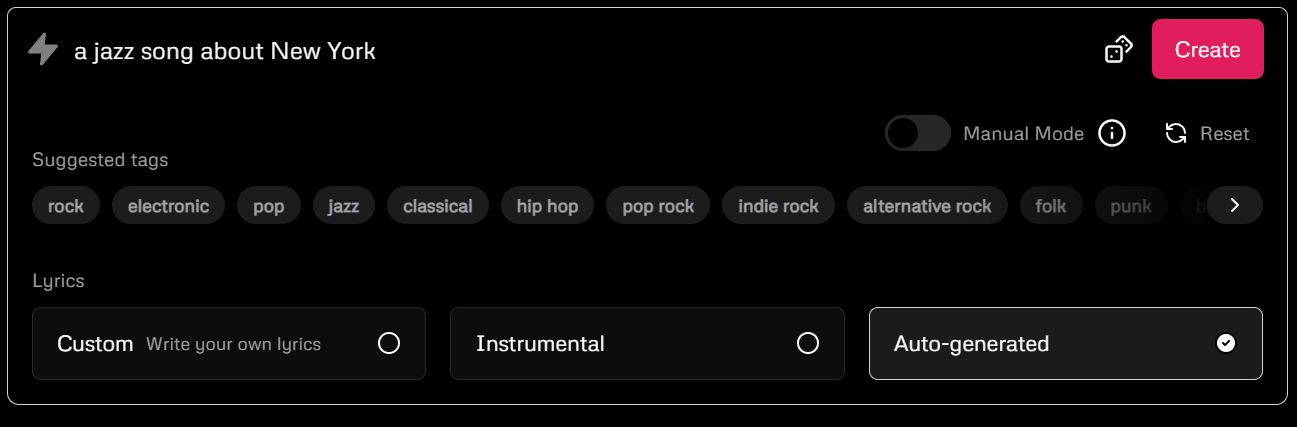 a jazz song about New York
Create
Manual Mode
Reset
Suggested tags
rock electronic pop jazz classical hip hop pop rock indie rock alternative rock folk punk
Lyrics
Custom Write your own lyrics
Instrumental
Auto-generated